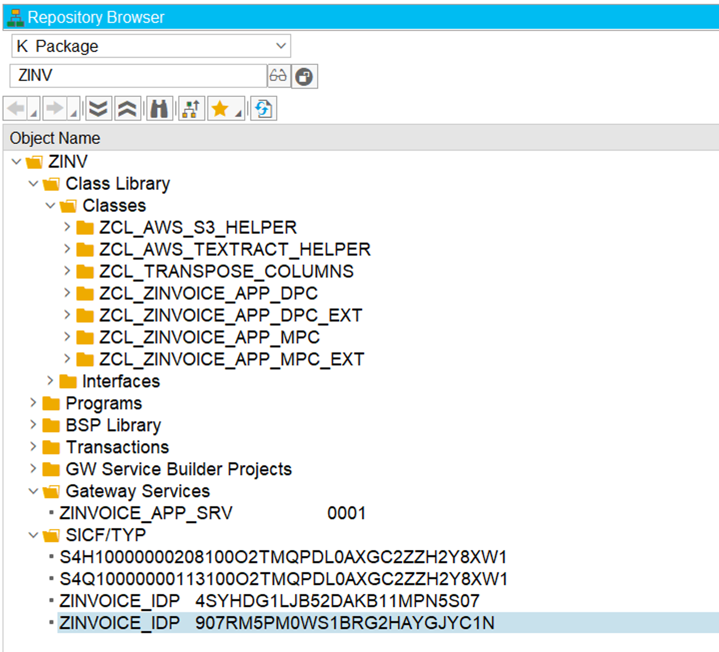 Repository Browser
K Package
ZINV
Object Name
ZINV
Class Library
Classes
ZCL_AWS_S3_HELPER
ZCL_AWS_TEXTRACT_HELPER
ZCL_TRANSPOSE_COLUMNS
ZCL_ZINVOICE_APP_DPC
ZCL_ZINVOICE_APP_DPC_EXT
ZCL_ZINVOICE_APP_MPC
ZCL_ZINVOICE_APP_MPC_EXT
Interfaces
Programs
BSP Library
Transactions
GW Service Builder Projects
Gateway Services
ZINVOICE_APP_SRV 0001
SICF/TYP
S4H10000000208100O2TMQPDL0AXGC2ZZH2Y8XW1
S4Q10000000113100O2TMQPDL0AXGC2ZZH2Y8XW1
ZINVOICE_IDP 4SYHDG1LJB52DAKB11MPN5S07
ZINVOICE_IDP 907RM5PM0WS1BRG2HAYGJYC1N